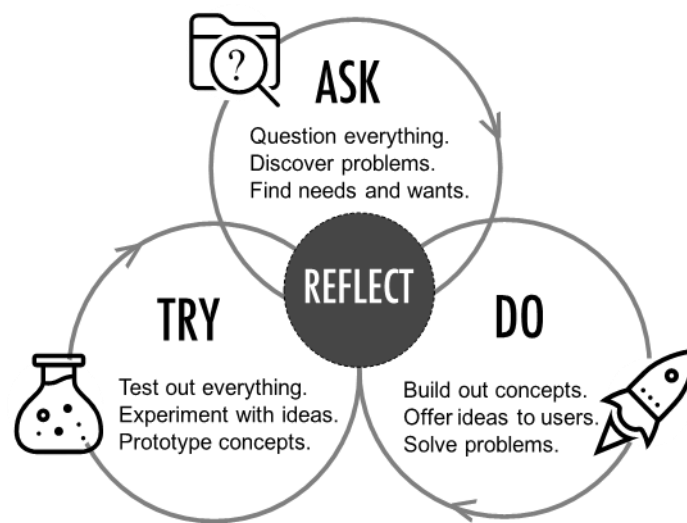 ?
ASK
Question everything.
Discover problems.
Find needs and wants.
REFLECT
TRY
Test out everything.
Experiment with ideas.
Prototype concepts.
DO
Build out concepts.
Offer ideas to users.
Solve problems.